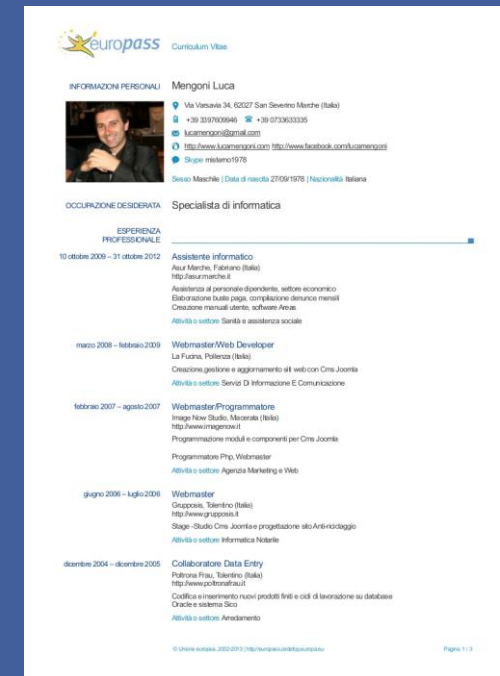 europass
Curriculum Vitae
INFORMAZIONI PERSONALI
Mengoni Luca
Via Varsavia 34, 62027 San Severino Marche (Italia)
+39 3397609946 +39 0733633335
lucamengoni@gmail.com
http://www.lucamengoni.com http://www.facebook.com/lucamengoni
Skype misterno1978
Sesso Maschile | Data di nascita 27/09/1978 | Nazionalità Italiana
OCCUPAZIONE DESIDERATA
Specialista di informatica
ESPERIENZA
PROFESSIONALE
10 ottobre 2009 – 31 ottobre 2012
Assistente informatico
Asur Marche, Fabriano (Italia)
http://asur.marche.it
Assistenza al personale dipendente, settore economico
Elaborazione buste paga, compilazione denunce mensili
Creazione manuali utente, software Areas
Attività o settore Sanità e assistenza sociale
marzo 2008 – febbraio 2009
Webmaster/Web Developer
La Fucina, Pollenza (Italia)
Creazione,gestione e aggiornamento siti web con Cms Joomla
Attività o settore Servizi Di Informazione E Comunicazione
febbraio 2007 – agosto 2007
Webmaster/Programmatore
Image Now Studio, Macerata (Italia)
http://www.imagenow.it
Programmazione moduli e componenti per Cms Joomla
Programmatore Php, Webmaster
Attività o settore Agenzia Marketing e Web
giugno 2006 – luglio 2006
Webmaster
Grupposis, Tolentino (Italia)
http://www.grupposis.it
Stage -Studio Cms Joomla e progettazione sito Anti-riciclaggio
Attività o settore Informatica Notarile
dicembre 2004 – dicembre 2005
Collaboratore Data Entry
Poltrona Frau, Tolentino (Italia)
http://www.poltronafrau.it
Codifica e inserimento nuovi prodotti finiti e cicli di lavorazione su database
Oracle e sistema Sico
Attività o settore Arredamento
© Unione europea, 2002-2013 | http://europass.cedefop.europa.eu
Pagina 1 / 3